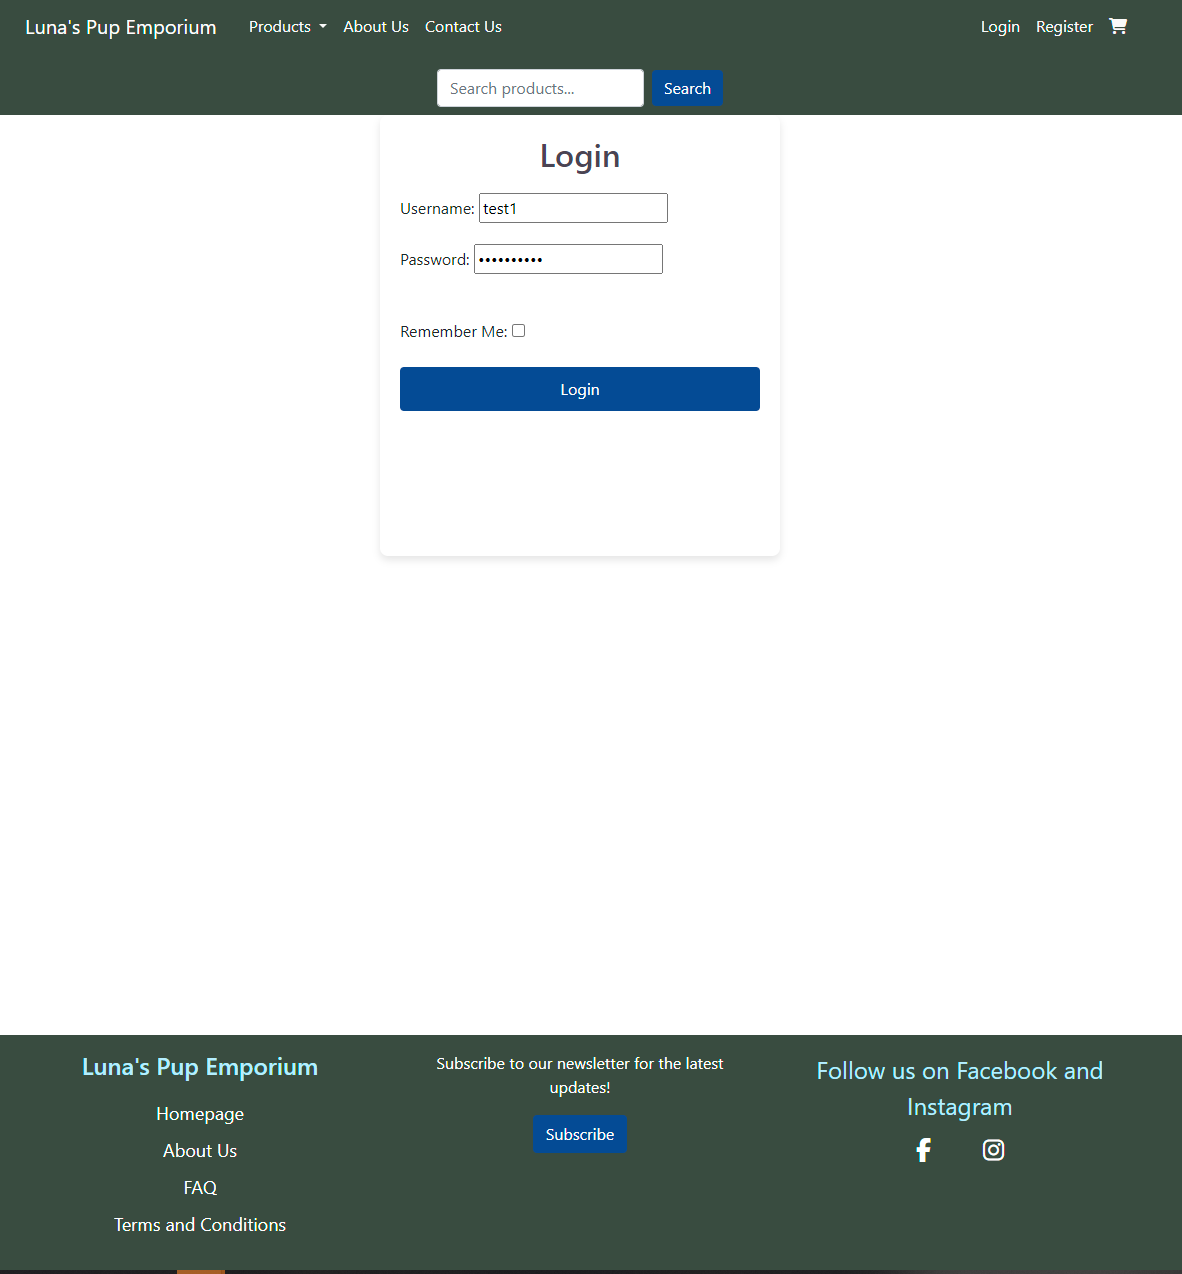 Luna's Pup Emporium Products About Us Contact Us Login Register
Search products... Search
Login
Username: test1
Password: ••••••••••
Remember Me:
Login
Luna's Pup Emporium
Homepage
About Us
FAQ
Terms and Conditions
Subscribe to our newsletter for the latest
updates!
Subscribe
Follow us on Facebook and
Instagram